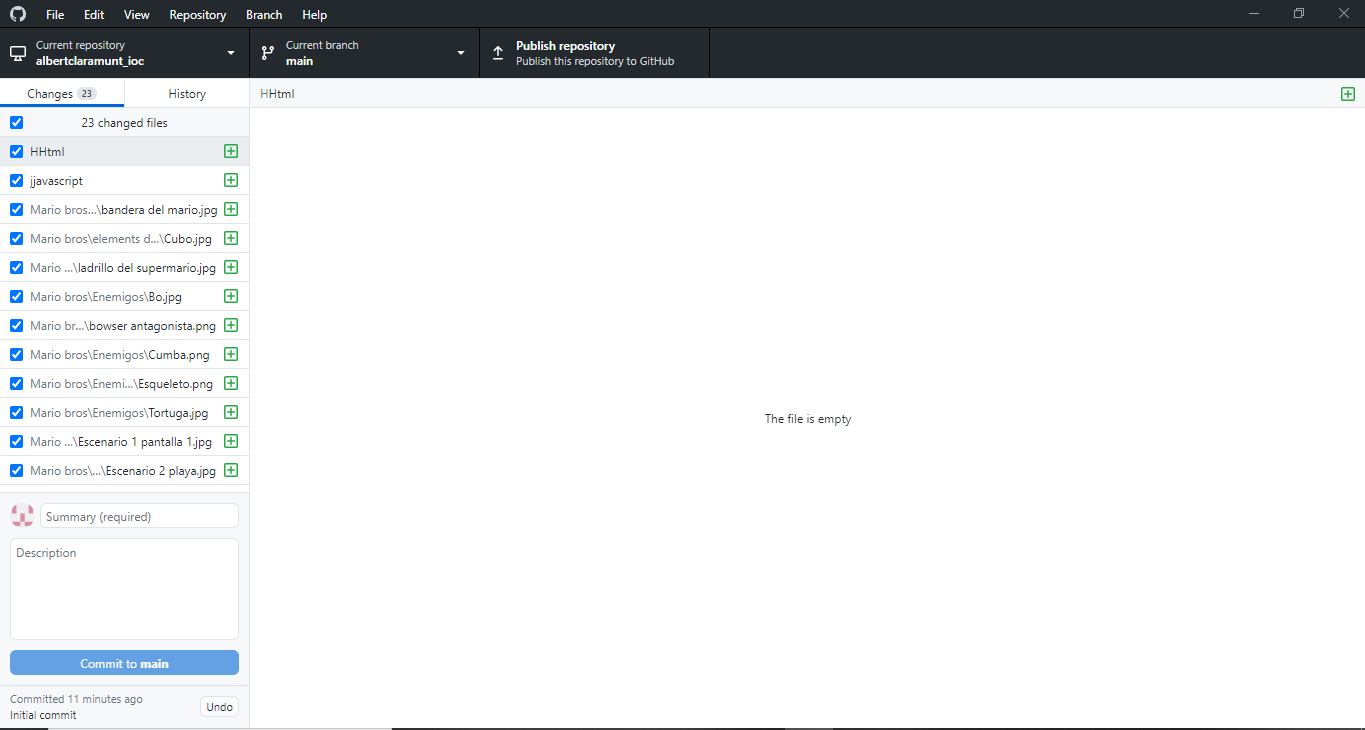 File Edit View Repository Branch Help
Current repository
albertclaramunt_ioc
Current branch
main
Publish repository
Publish this repository to GitHub
Changes 23
History
HHtml
23 changed files
HHtml
jjavascript
Mario bros...\bandera del mario.jpg
Mario bros\elements d...\Cubo.jpg
Mario ...\ladrillo del supermario.jpg
Mario bros\Enemigos\Bo.jpg
Mario br...\bowser antagonista.png
Mario bros\Enemigos\Cumba.png
Mario bros\Enemi...\Esqueleto.png
Mario bros\Enemigos\Tortuga.jpg
Mario ...\Escenario 1 pantalla 1.jpg
Mario bros\...\Escenario 2 playa.jpg
The file is empty
Summary (required)
Description
Commit to main
Committed 11 minutes ago
Initial commit
Undo